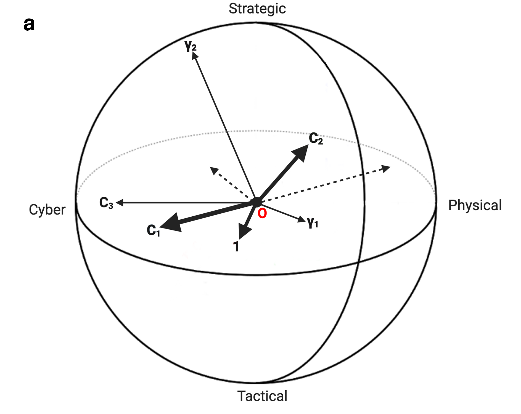 a
Strategic
γ₂
C₂
C₃
Cyber
O
Physical
C₁
γ₁
1
Tactical